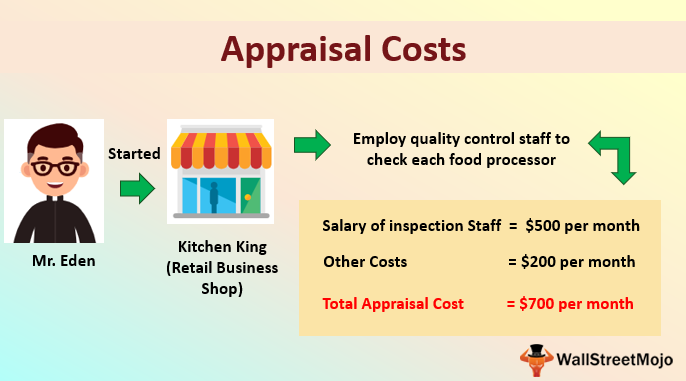 Appraisal Costs
Started
Mr. Eden
Kitchen King
(Retail Business
Shop)
Employ quality control staff to
check each food processor
Salary of inspection Staff = $500 per month
Other Costs = $200 per month
Total Appraisal Cost = $700 per month
WallStreetMojo